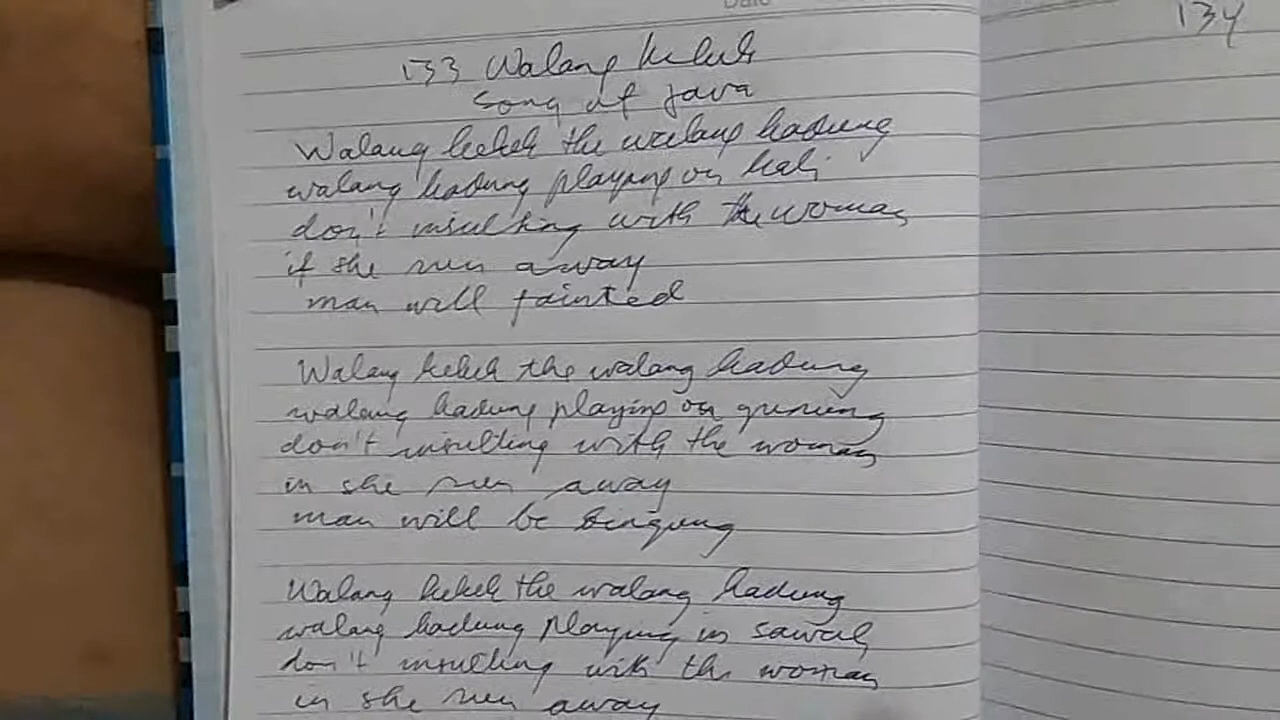 Date
134
133 Walang kekek
Song of Java
Walang kekek the walang kadung
walang kadung playing on kali
don't insulting with the woman
if she run away
man will fainted
Walang kekek the walang kadung
walang kadung playing on gunung
don't insulting with the woman
in she run away
man will be bingung
Walang kekek the walang kadung
walang kadung playing in sawah
don't insulting with the woman
in she run away